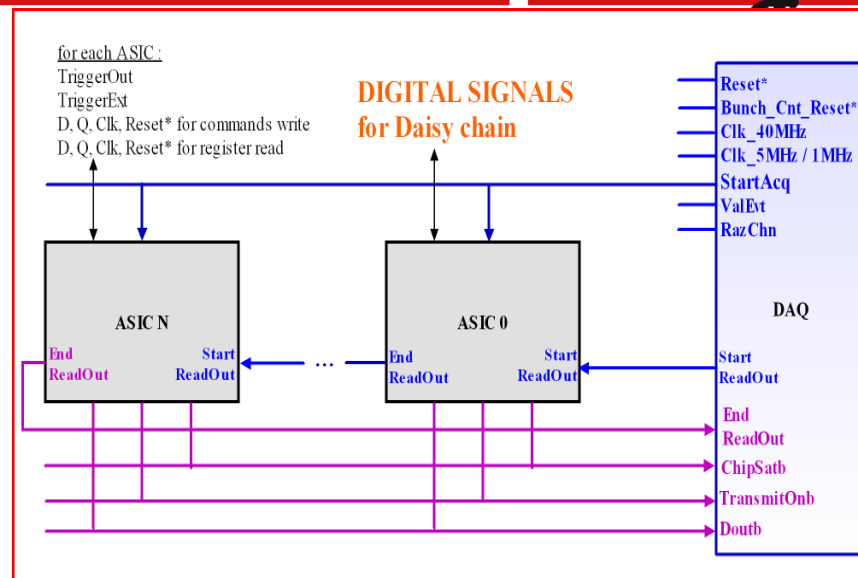 for each ASIC :
TriggerOut
TriggerExt
D, Q, Clk, Reset* for commands write
D, Q, Clk, Reset* for register read
DIGITAL SIGNALS
for Daisy chain
Reset*
Bunch_Cnt_Reset*
Clk_40MHz
Clk_5MHz / 1MHz
StartAcq
ValEvt
RazChn
ASIC N
ASIC 0
DAQ
End
ReadOut
Start
ReadOut
...
End
ReadOut
Start
ReadOut
Start
ReadOut
End
ReadOut
ChipSatb
TransmitOnb
Doutb